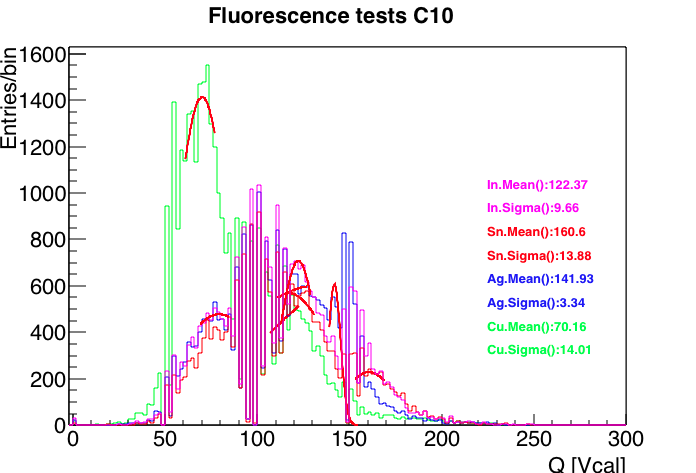 Fluorescence tests C10
Entries/bin
1600
1400
1200
1000
800
600
400
200
0
In.Mean():122.37
In.Sigma():9.66
Sn.Mean():160.6
Sn.Sigma():13.88
Ag.Mean():141.93
Ag.Sigma():3.34
Cu.Mean():70.16
Cu.Sigma():14.01
0 50 100 150 200 250 300
Q [Vcal]